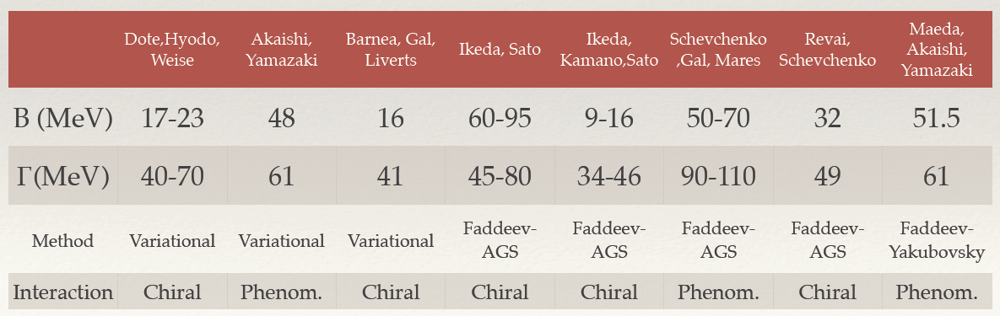 Dote,Hyodo, Weise Akaishi, Yamazaki Barnea, Gal, Liverts Ikeda, Sato Ikeda, Kamano,Sato Schevchenko ,Gal, Mares Revai, Schevchenko Maeda, Akaishi, Yamazaki
B (MeV) 17-23 48 16 60-95 9-16 50-70 32 51.5
Γ(MeV) 40-70 61 41 45-80 34-46 90-110 49 61
Method Variational Variational Variational Faddeev-AGS Faddeev-AGS Faddeev-AGS Faddeev-AGS Faddeev-Yakubovsky
Interaction Chiral Phenom. Chiral Chiral Chiral Phenom. Chiral Phenom.